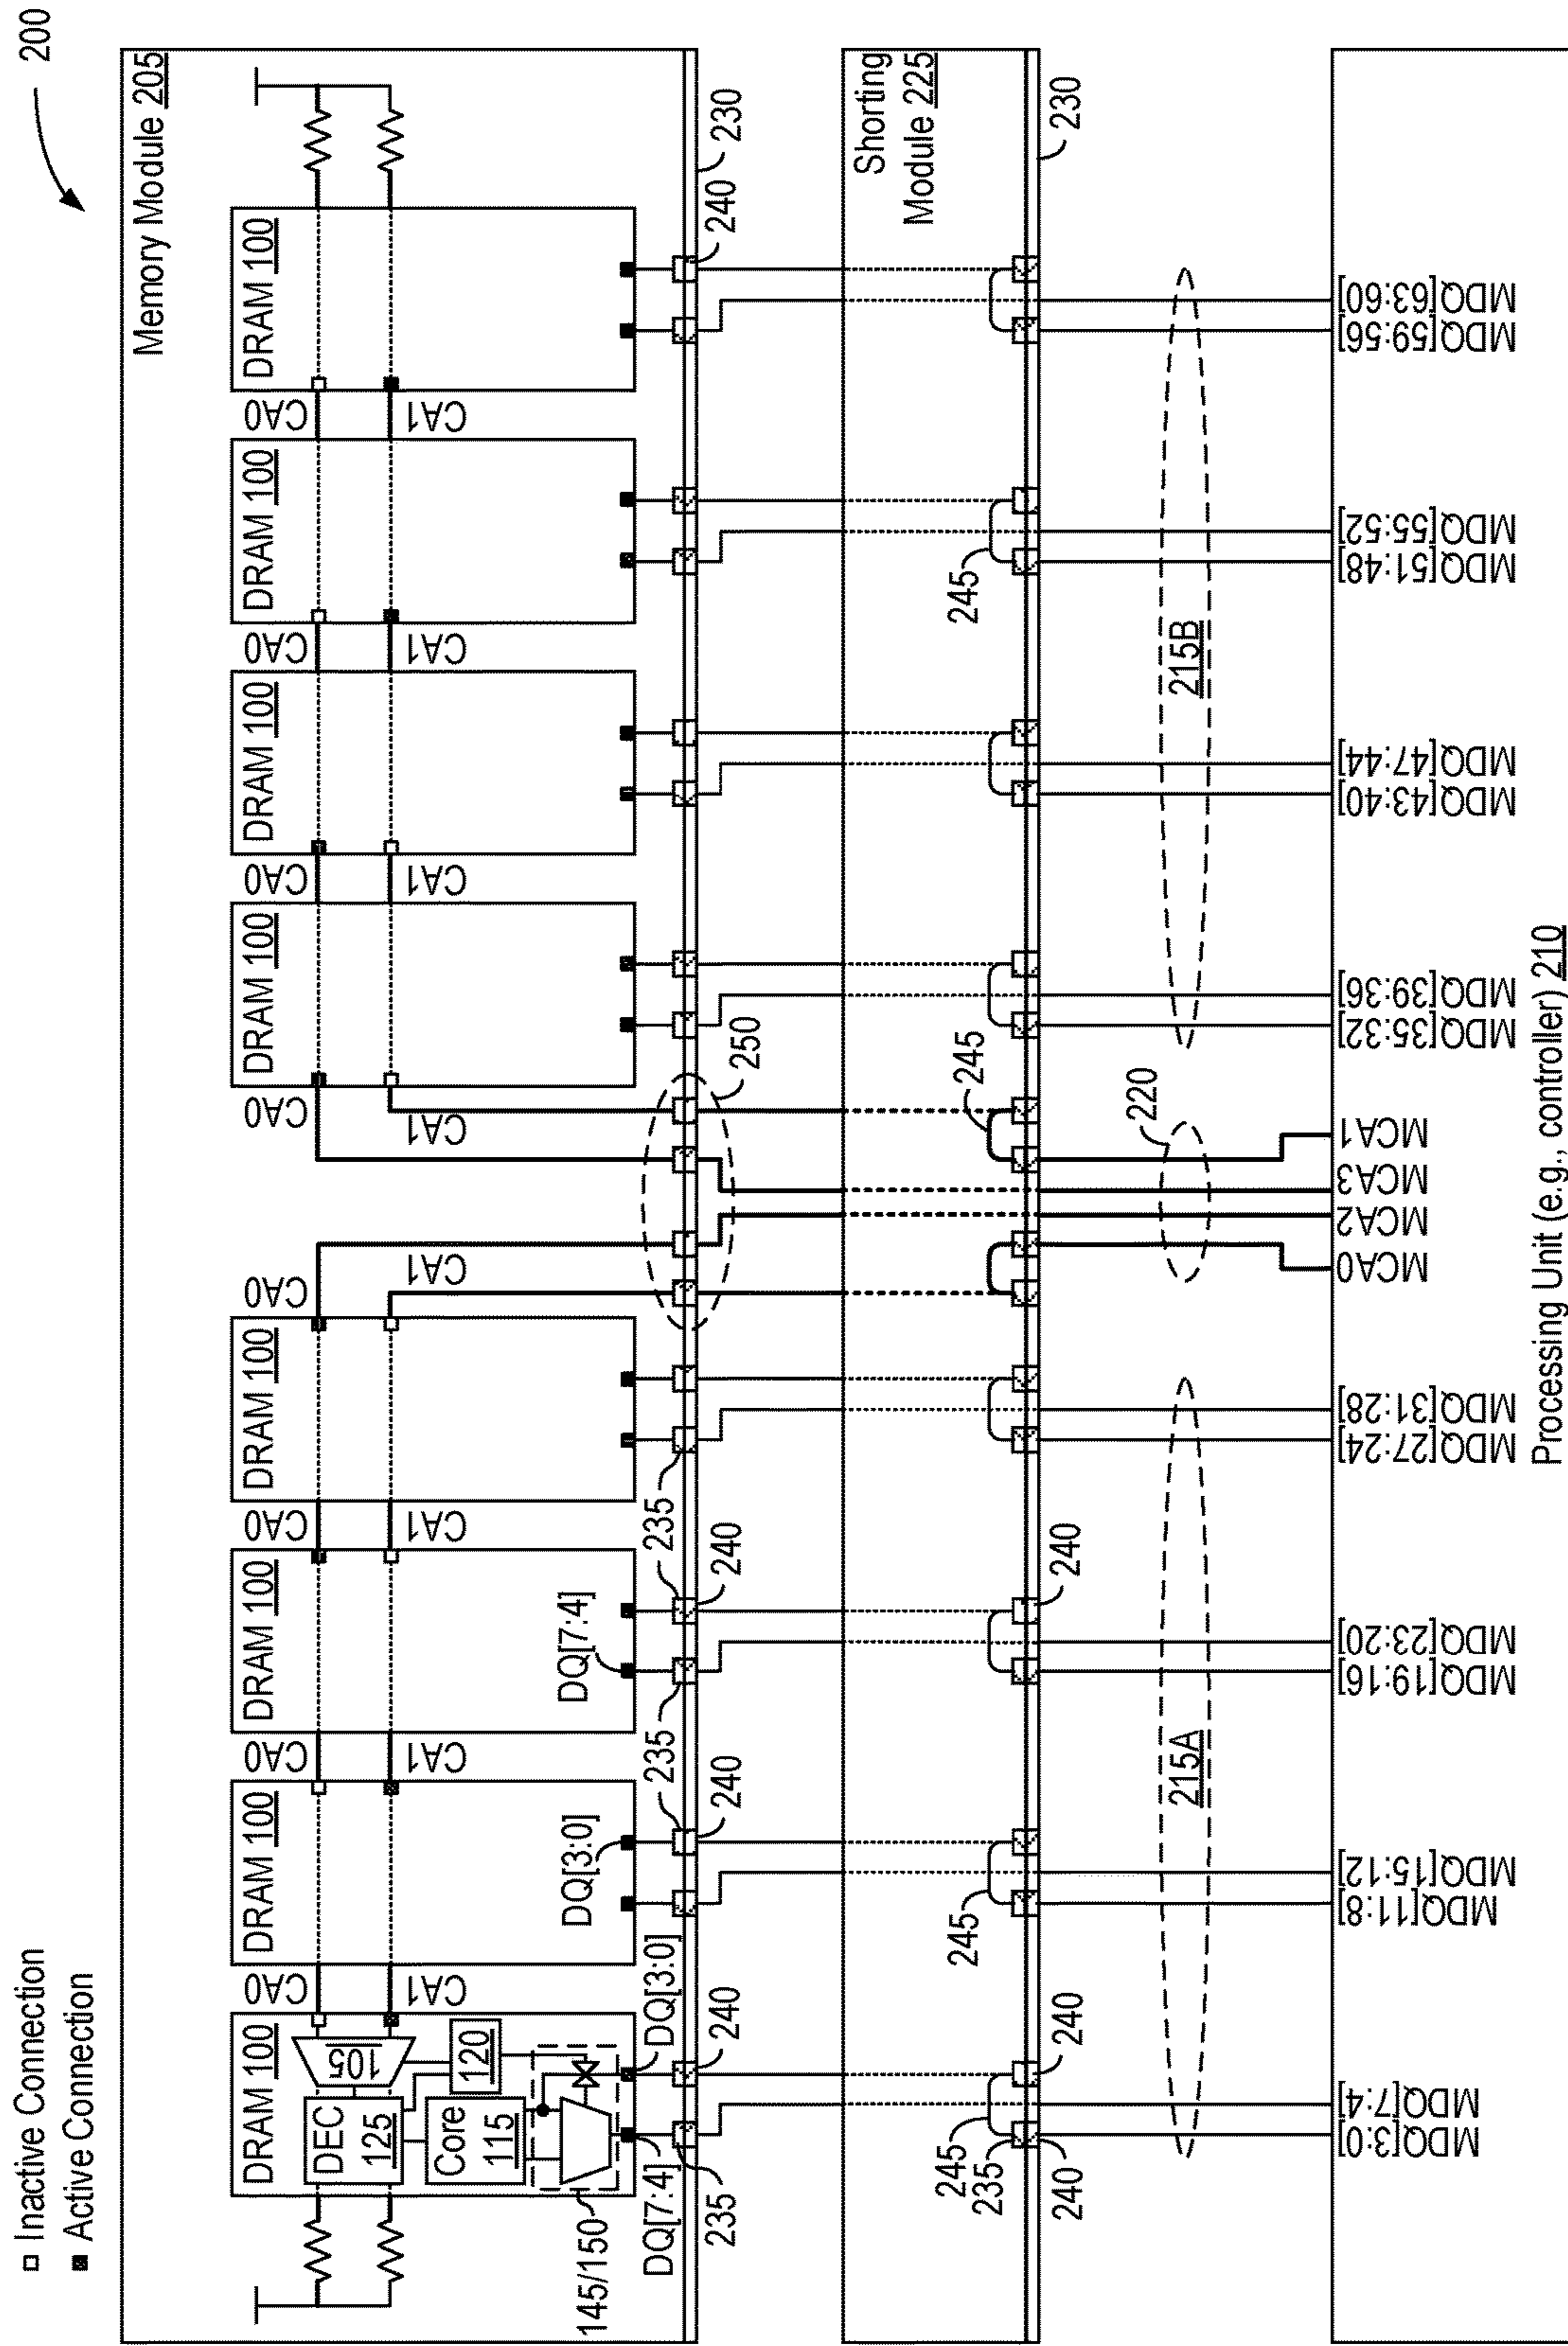 200
□ Inactive Connection
■ Active Connection
Memory Module 205
DRAM 100
DRAM 100
DRAM 100
DRAM 100
DRAM 100
DRAM 100
DRAM 100
DRAM 100
CA0
CA0
CA0
CA0
CA0
CA0
CA0
CA0
105
DEC
125
120
Core
115
CA1
CA1
CA1
CA1
CA1
CA1
CA1
CA1
145/150
DQ[7:4]
DQ[3:0]
DQ[3:0]
DQ[7:4]
235
240
235
240
235
240
235
250
240
230
Shorting
Module 225
245
235
240
240
245
240
245
245
230
215A
220
215B
MDQ[3:0]
MDQ[7:4]
MDQ[11:8]
MDQ[15:12]
MDQ[19:16]
MDQ[23:20]
MDQ[27:24]
MDQ[31:28]
MCA0
MCA2
MCA3
MCA1
MDQ[35:32]
MDQ[39:36]
MDQ[43:40]
MDQ[47:44]
MDQ[51:48]
MDQ[55:52]
MDQ[59:56]
MDQ[63:60]
Processing Unit (e.g., controller) 210